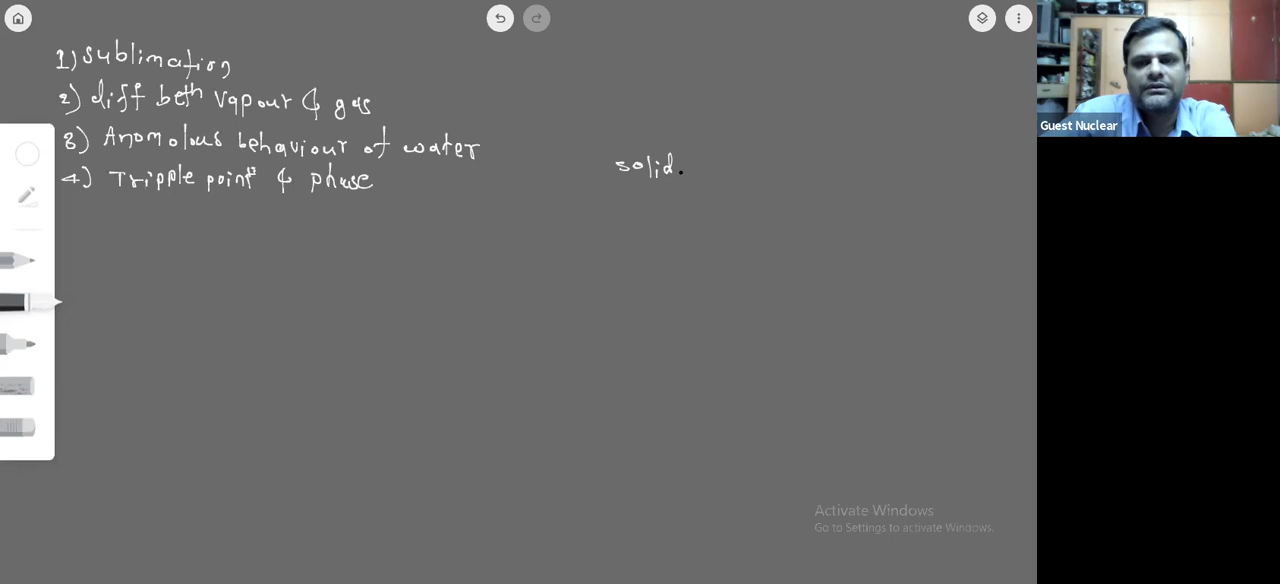 1) Sublimation
2) diff beth vapour & gas
3) Anomolous behaviour of water
4) Tripple point & phase
solid.
Guest Nuclear
Activate Windows
Go to Settings to activate Windows.